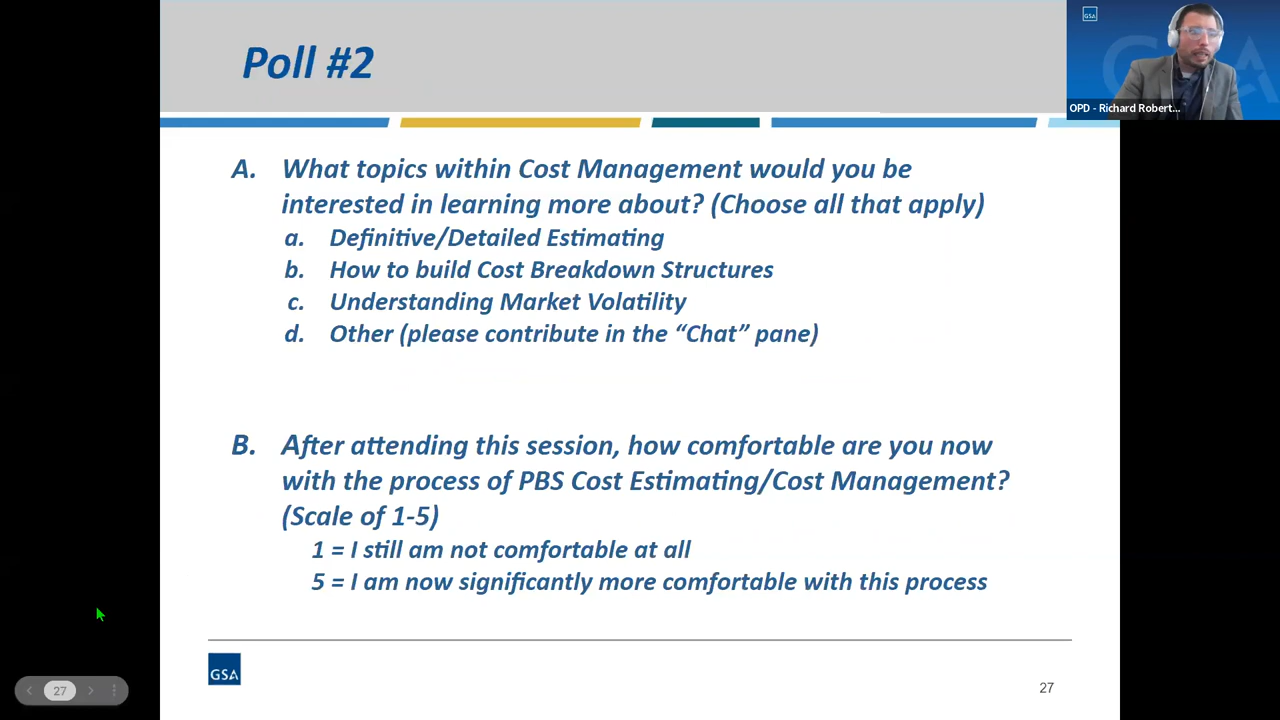 Poll #2
GSA
OPD - Richard Robert...
A. What topics within Cost Management would you be
interested in learning more about? (Choose all that apply)
a. Definitive/Detailed Estimating
b. How to build Cost Breakdown Structures
c. Understanding Market Volatility
d. Other (please contribute in the “Chat” pane)
B. After attending this session, how comfortable are you now
with the process of PBS Cost Estimating/Cost Management?
(Scale of 1-5)
1 = I still am not comfortable at all
5 = I am now significantly more comfortable with this process
GSA
27
27